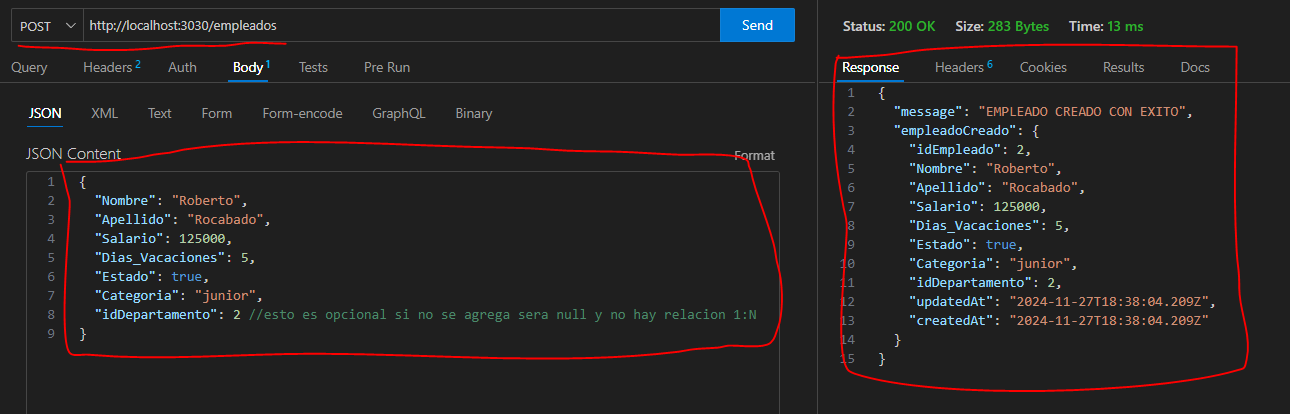 POST http://localhost:3030/empleados Send
Query Headers 2 Auth Body 1 Tests Pre Run
JSON XML Text Form Form-encode GraphQL Binary
JSON Content Format
1 {
2 "Nombre": "Roberto",
3 "Apellido": "Rocabado",
4 "Salario": 125000,
5 "Dias_Vacaciones": 5,
6 "Estado": true,
7 "Categoria": "junior",
8 "idDepartamento": 2 //esto es opcional si no se agrega sera null y no hay relacion 1:N
9 }
Status: 200 OK Size: 283 Bytes Time: 13 ms
Response Headers 6 Cookies Results Docs
1 {
2 "message": "EMPLEADO CREADO CON EXITO",
3 "empleadoCreado": {
4 "idEmpleado": 2,
5 "Nombre": "Roberto",
6 "Apellido": "Rocabado",
7 "Salario": 125000,
8 "Dias_Vacaciones": 5,
9 "Estado": true,
10 "Categoria": "junior",
11 "idDepartamento": 2,
12 "updatedAt": "2024-11-27T18:38:04.209Z",
13 "createdAt": "2024-11-27T18:38:04.209Z"
14 }
15 }